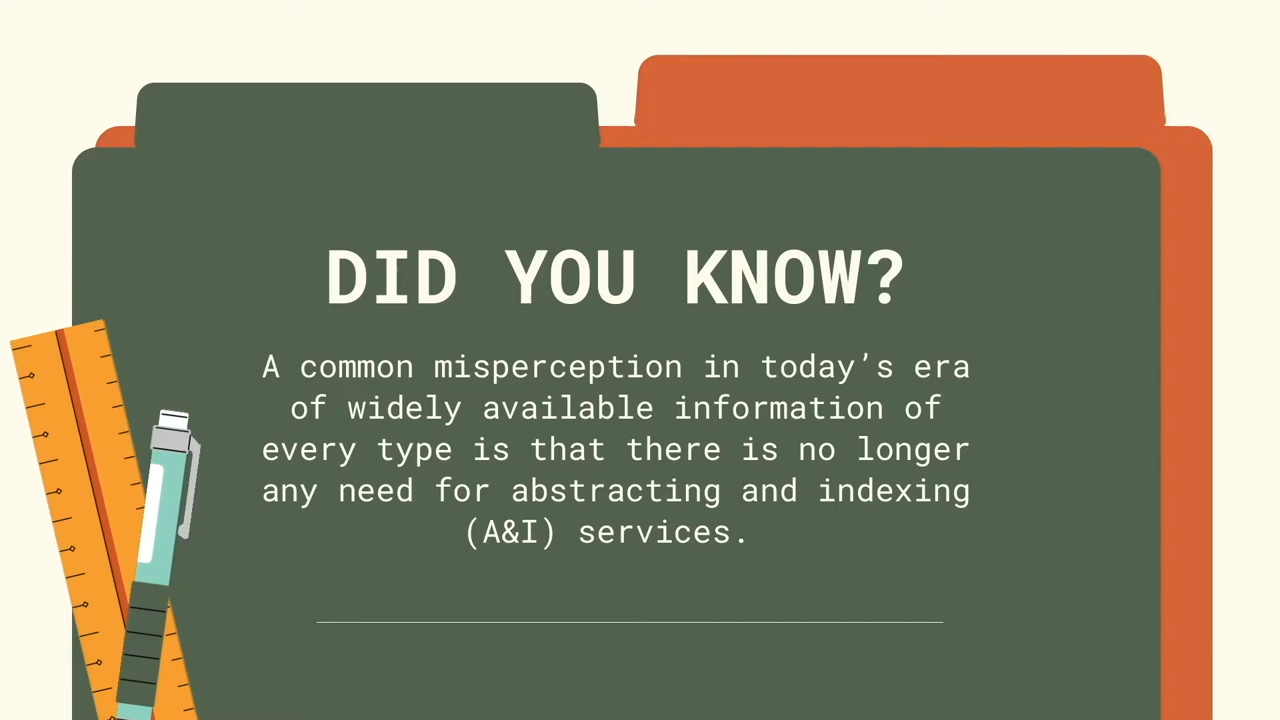 DID YOU KNOW?
A common misperception in today’s era
of widely available information of
every type is that there is no longer
any need for abstracting and indexing
(A&I) services.